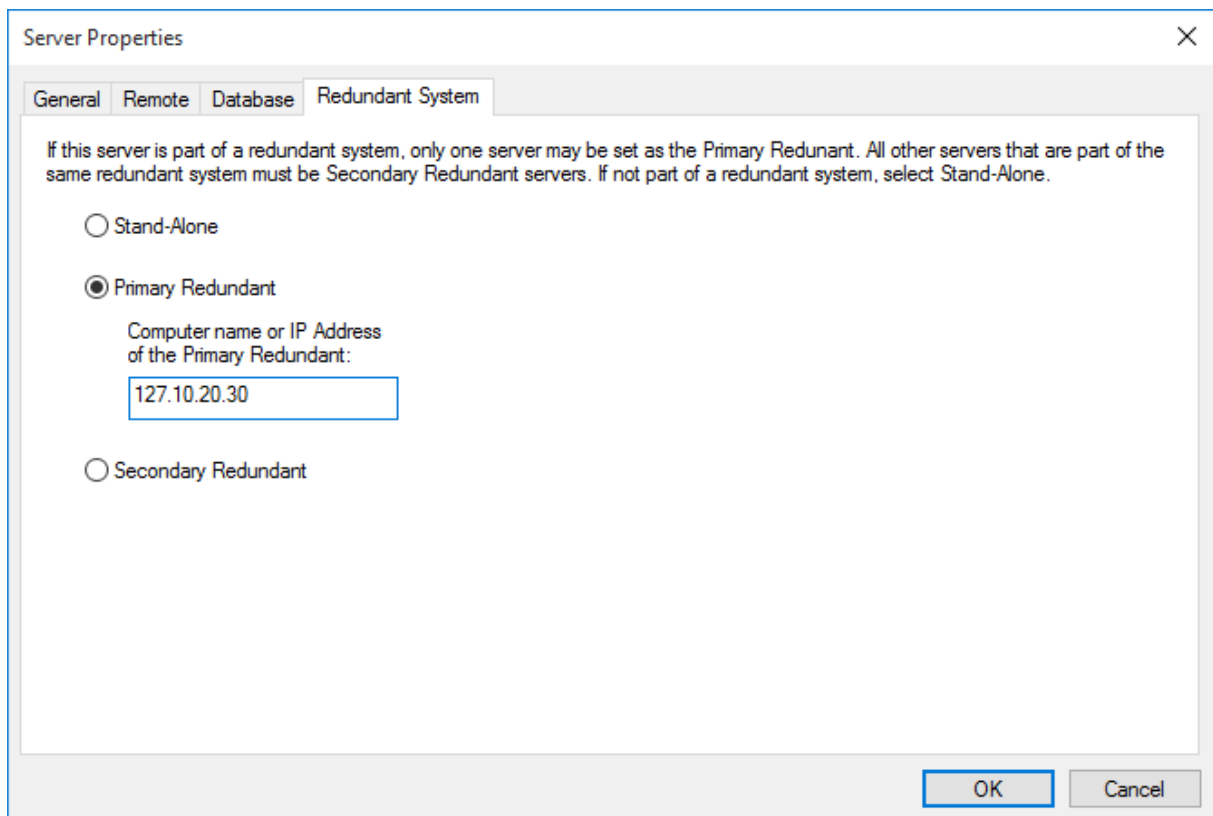 Server Properties
General Remote Database Redundant System
If this server is part of a redundant system, only one server may be set as the Primary Redunant. All other servers that are part of the
same redundant system must be Secondary Redundant servers. If not part of a redundant system, select Stand-Alone.
Stand-Alone
Primary Redundant
Computer name or IP Address
of the Primary Redundant:
127.10.20.30
Secondary Redundant
OK Cancel